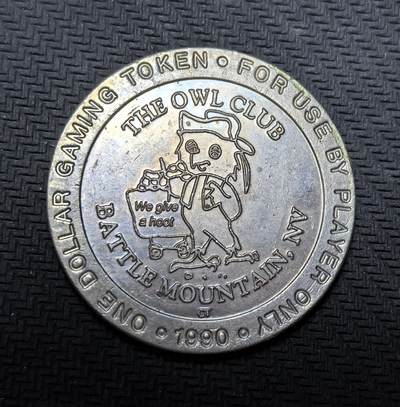 ONE DOLLAR GAMING TOKEN • FOR USE BY PLAYER ONLY •
1990 •
THE OWL CLUB
We give
a hoot
BATTLE MOUNTAIN, NV